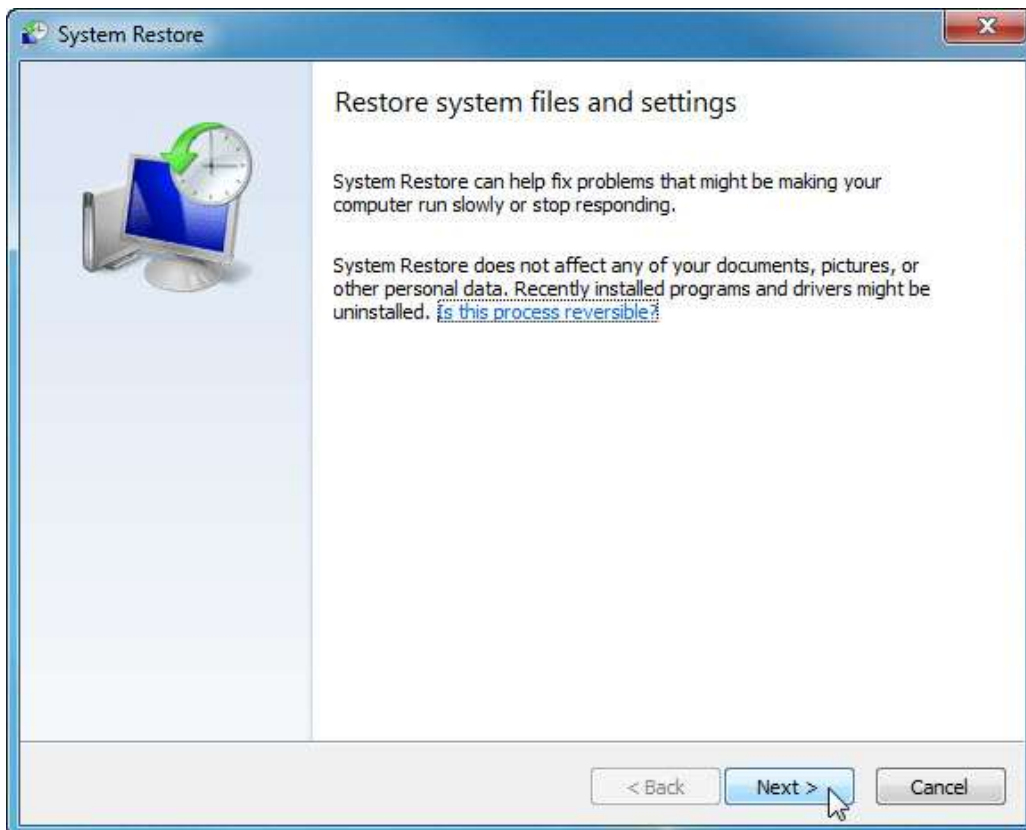 System Restore
Restore system files and settings
System Restore can help fix problems that might be making your
computer run slowly or stop responding.
System Restore does not affect any of your documents, pictures, or
other personal data. Recently installed programs and drivers might be
uninstalled. Is this process reversible?
< Back
Next >
Cancel